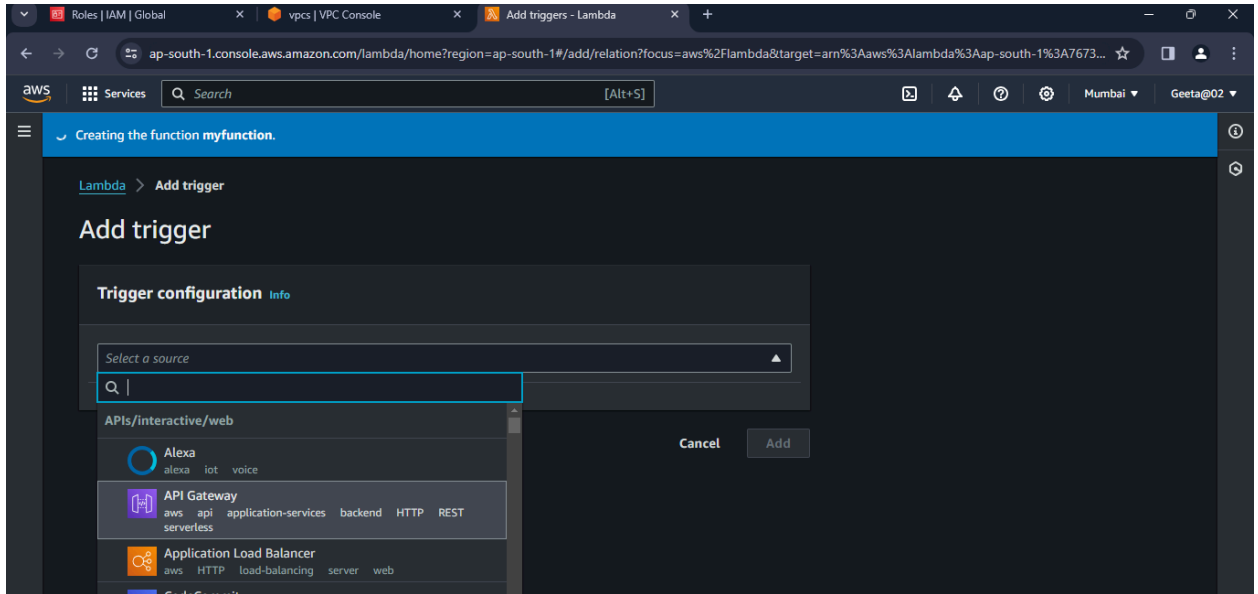 Roles | IAM | Global
vpcs | VPC Console
Add triggers - Lambda
ap-south-1.console.aws.amazon.com/lambda/home?region=ap-south-1#/add/relation?focus=aws%2Flambda&target=arn%3Aaws%3Alambda%3Aap-south-1%3A7673...
aws
Services
Search
[Alt+S]
Mumbai
Geeta@02
Creating the function myfunction.
Lambda > Add trigger
Add trigger
Trigger configuration Info
Select a source
APIs/interactive/web
Alexa
alexa iot voice
Cancel
Add
API Gateway
aws api application-services backend HTTP REST
serverless
Application Load Balancer
aws HTTP load-balancing server web
CodeCommit